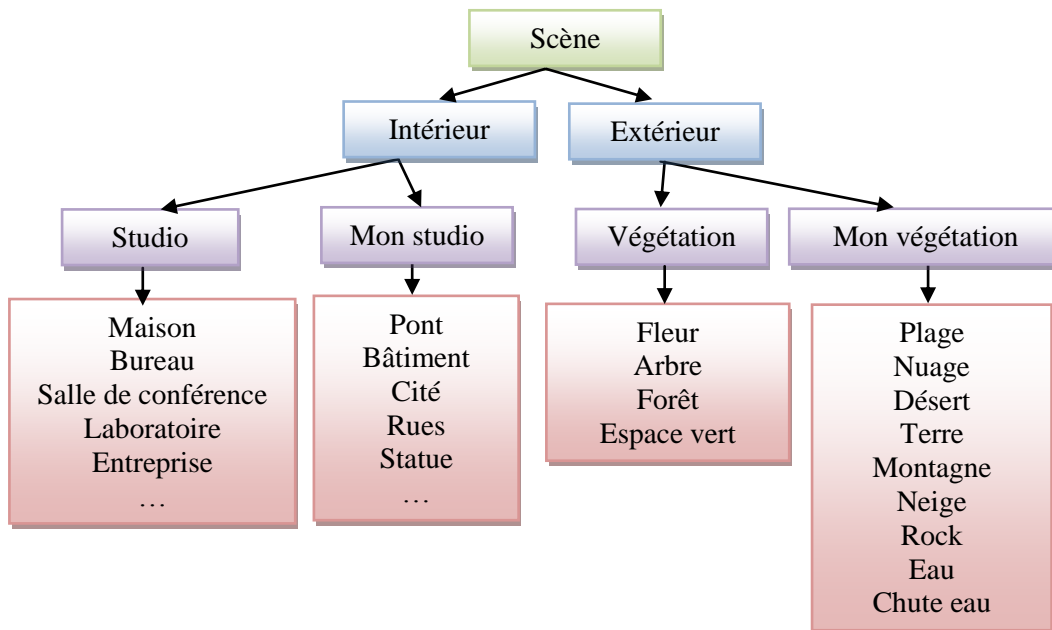 Scène
Intérieur
Extérieur
Studio
Mon studio
Végétation
Mon végétation
Maison
Bureau
Salle de conférence
Laboratoire
Entreprise
…
Pont
Bâtiment
Cité
Rues
Statue
…
Fleur
Arbre
Forêt
Espace vert
Plage
Nuage
Désert
Terre
Montagne
Neige
Rock
Eau
Chute eau